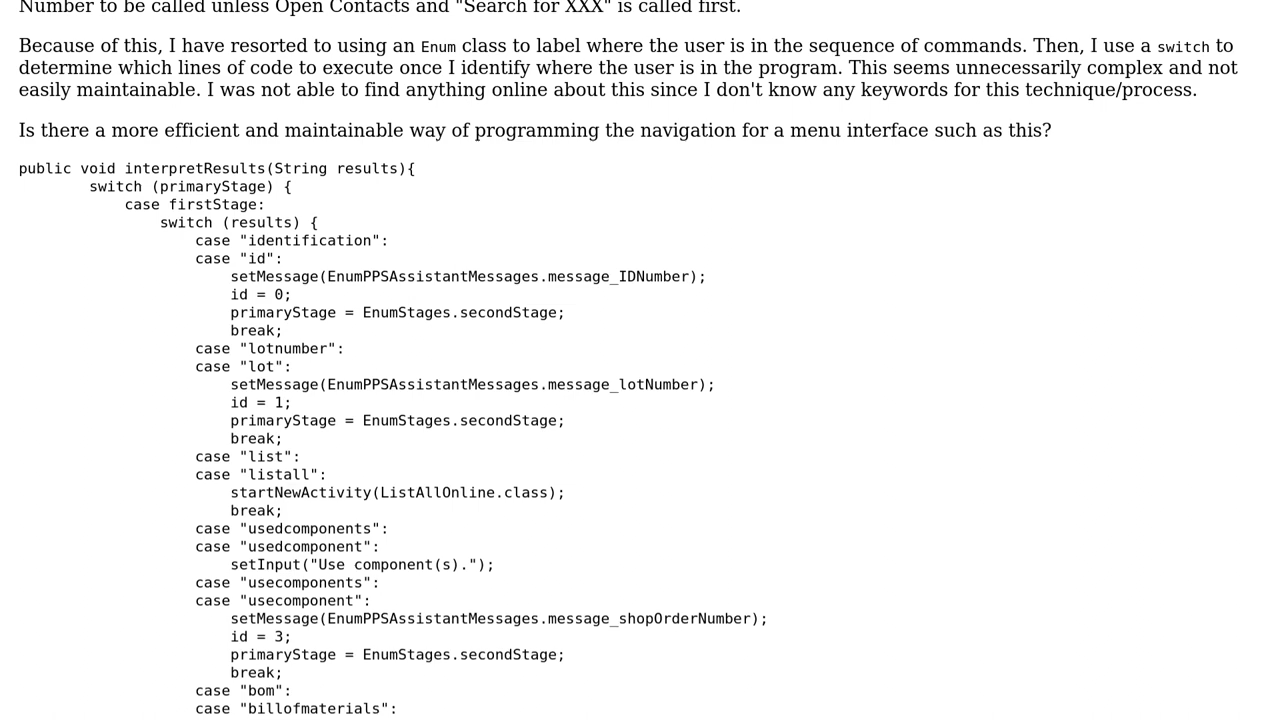 Number to be called unless Open Contacts and "Search for XXX" is called first.
Because of this, I have resorted to using an Enum class to label where the user is in the sequence of commands. Then, I use a switch to
determine which lines of code to execute once I identify where the user is in the program. This seems unnecessarily complex and not
easily maintainable. I was not able to find anything online about this since I don't know any keywords for this technique/process.
Is there a more efficient and maintainable way of programming the navigation for a menu interface such as this?
public void interpretResults(String results){
        switch (primaryStage) {
            case firstStage:
                switch (results) {
                    case "identification":
                    case "id":
                        setMessage(EnumPPSAssistantMessages.message_IDNumber);
                        id = 0;
                        primaryStage = EnumStages.secondStage;
                        break;
                    case "lotnumber":
                    case "lot":
                        setMessage(EnumPPSAssistantMessages.message_lotNumber);
                        id = 1;
                        primaryStage = EnumStages.secondStage;
                        break;
                    case "list":
                    case "listall":
                        startNewActivity(ListAllOnline.class);
                        break;
                    case "usedcomponents":
                    case "usedcomponent":
                        setInput("Use component(s).");
                    case "usecomponents":
                    case "usecomponent":
                        setMessage(EnumPPSAssistantMessages.message_shopOrderNumber);
                        id = 3;
                        primaryStage = EnumStages.secondStage;
                        break;
                    case "bom":
                    case "billofmaterials":